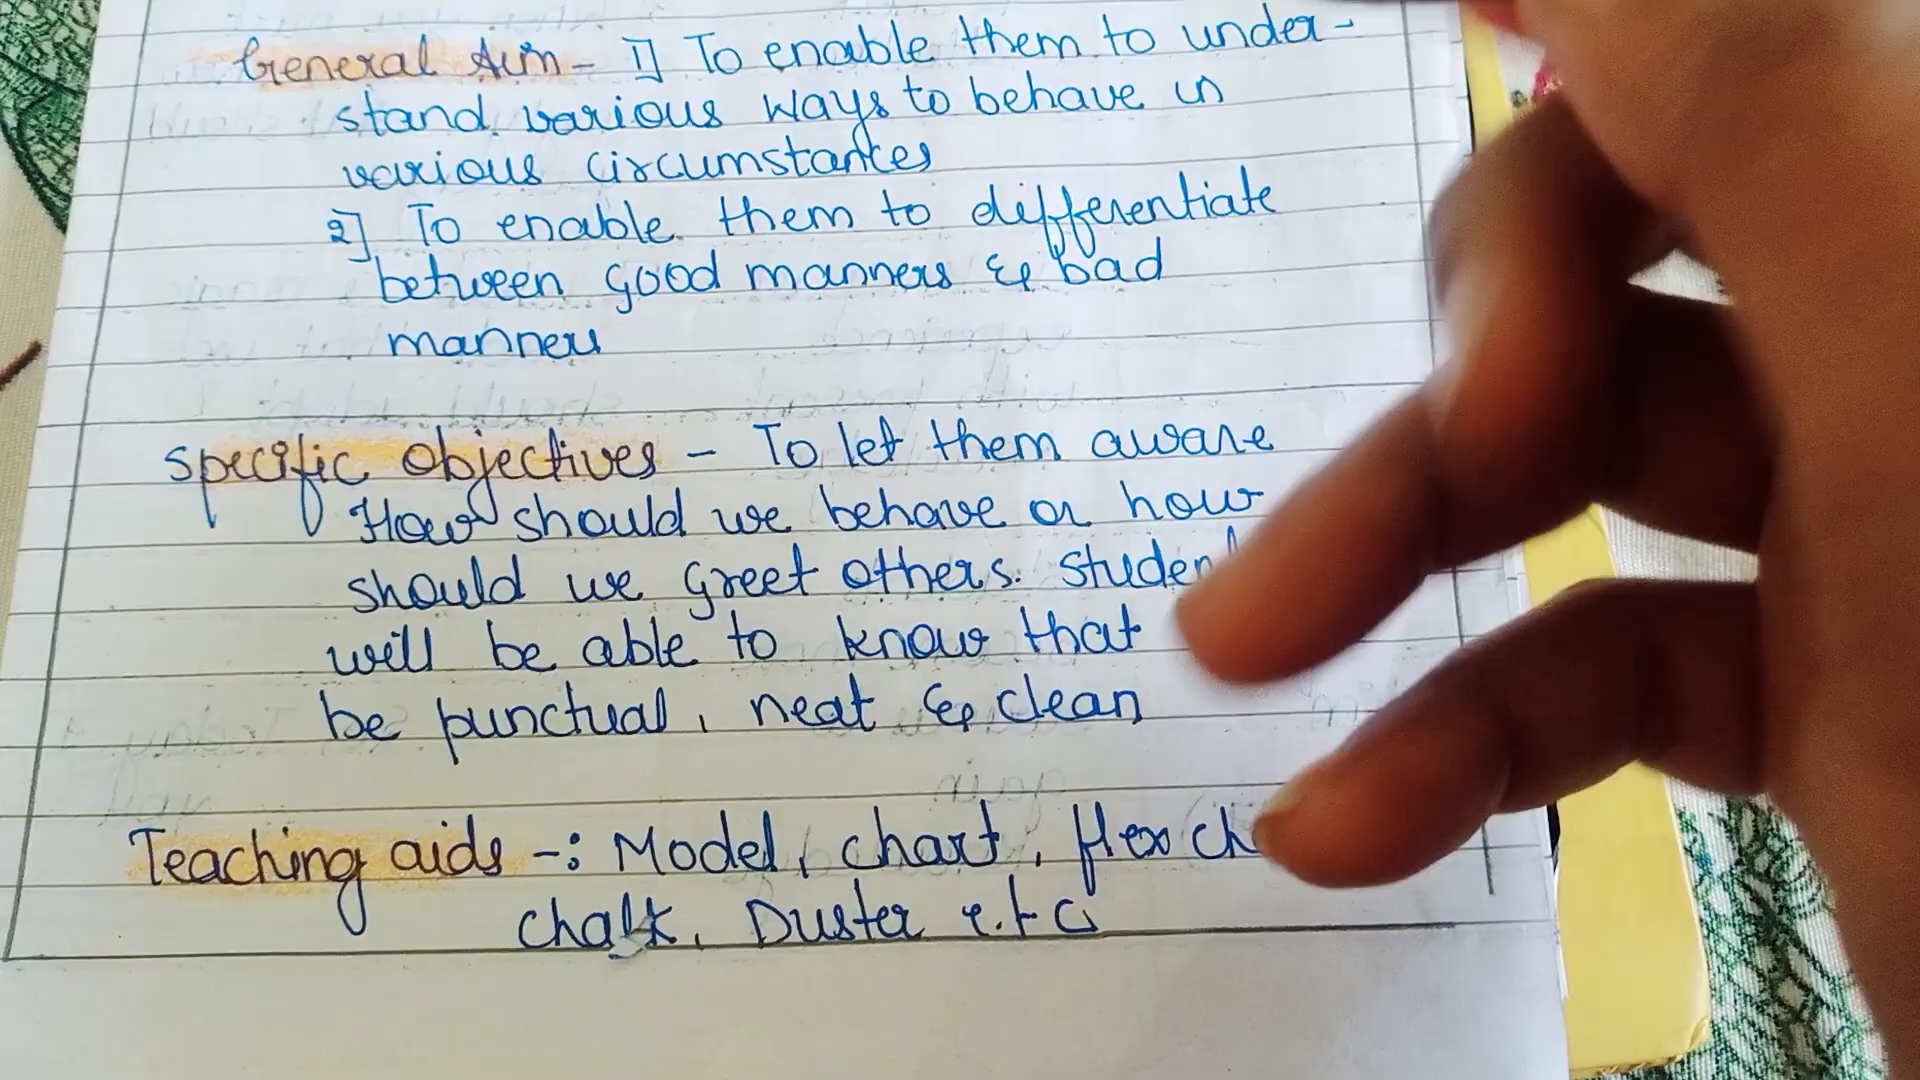 General Aim - 1] To enable them to under-
stand various ways to behave in
various circumstances
2] To enable them to differentiate
between good manners & bad
manners
Specific objectives - To let them aware
How should we behave or how
should we greet others.
will be able to know that
be punctual, neat & clean
Teaching aids -: Model, chart,
chalk, Duster e.t.c